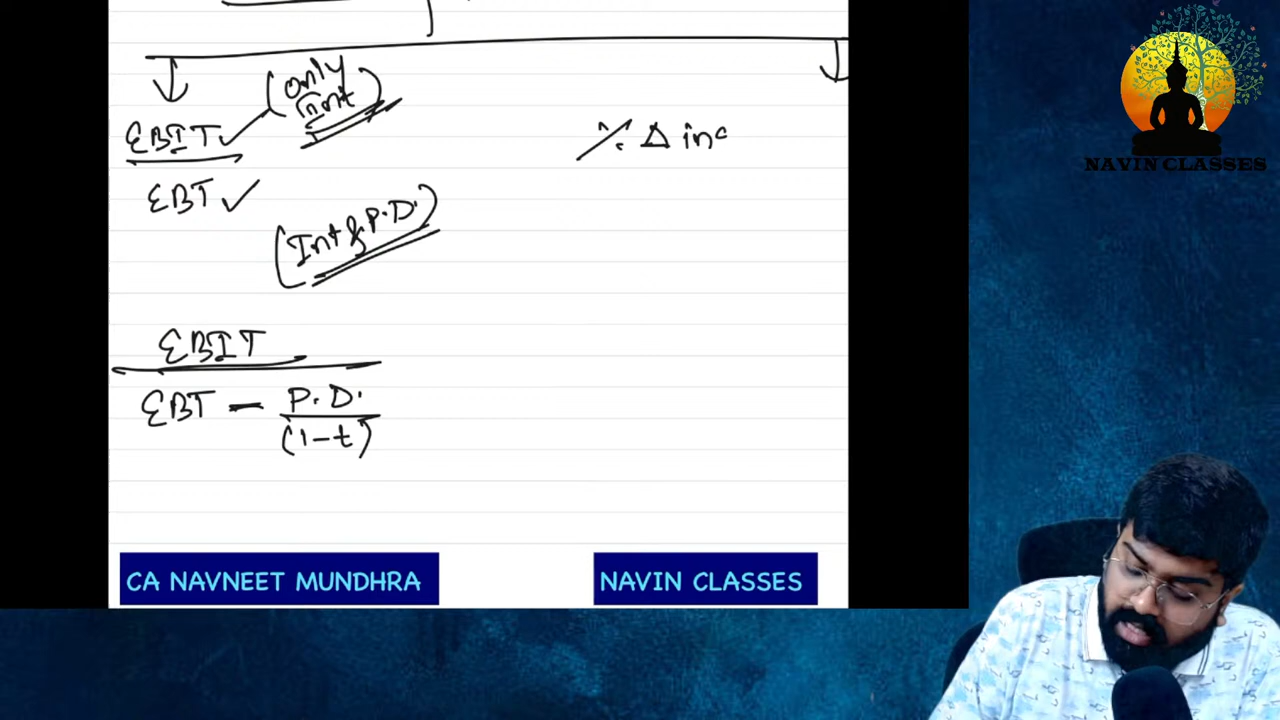 EBIT (only Int)
EBT
(Int & P.D.)
EBIT
EBT - P.D.
(1-t)
% Δ inc
NAVIN CLASSES
CA NAVNEET MUNDHRA
NAVIN CLASSES